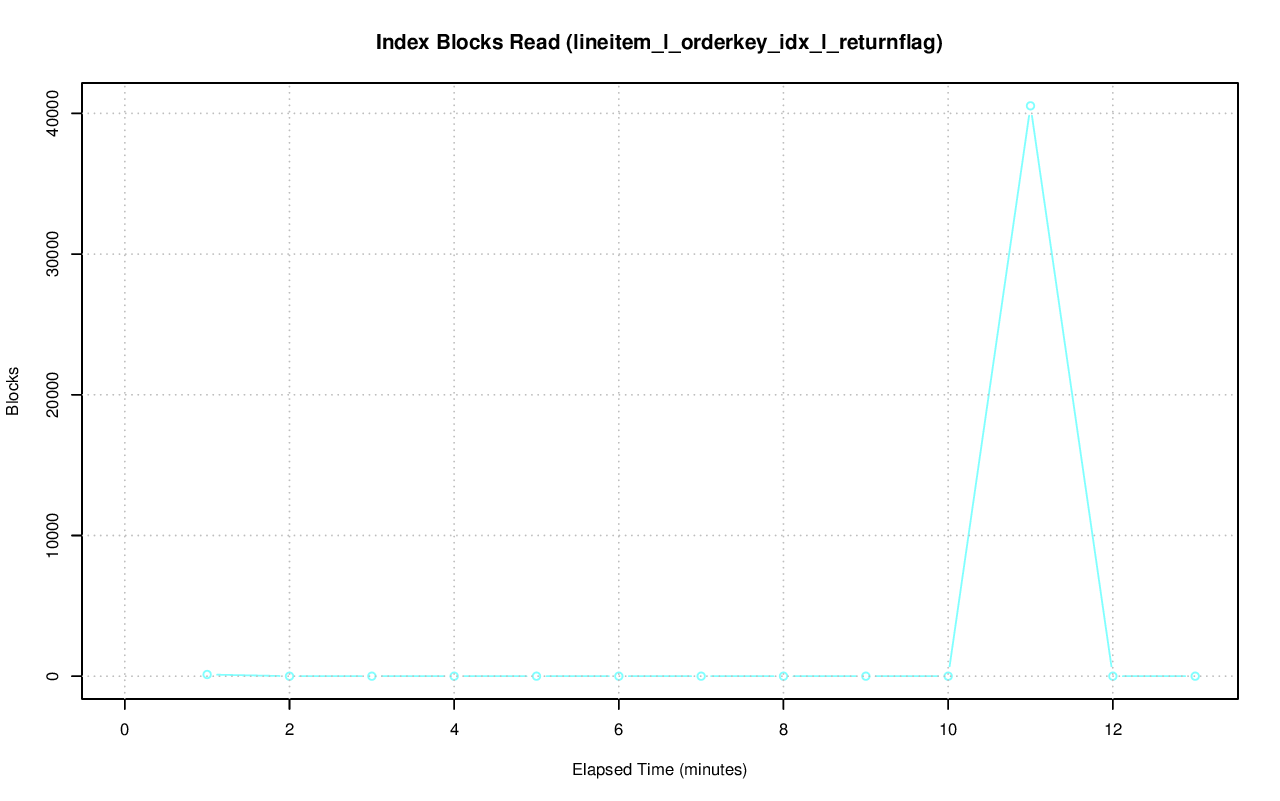 Index Blocks Read (lineitem_l_orderkey_idx_l_returnflag)
40000
30000
20000
10000
0
Blocks
0 2 4 6 8 10 12
Elapsed Time (minutes)